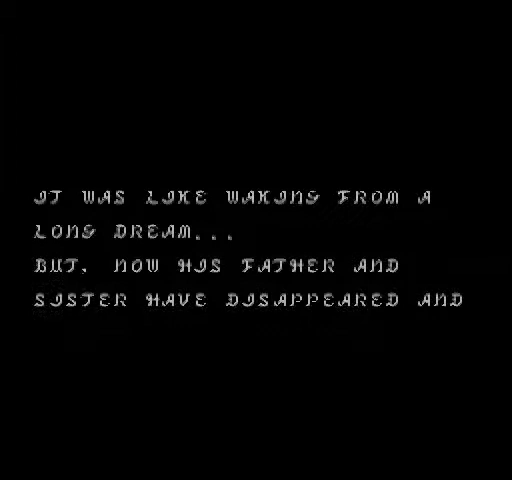 IT WAS LIKE WAKING FROM A
LONG DREAM...
BUT, NOW HIS FATHER AND
SISTER HAVE DISAPPEARED AND